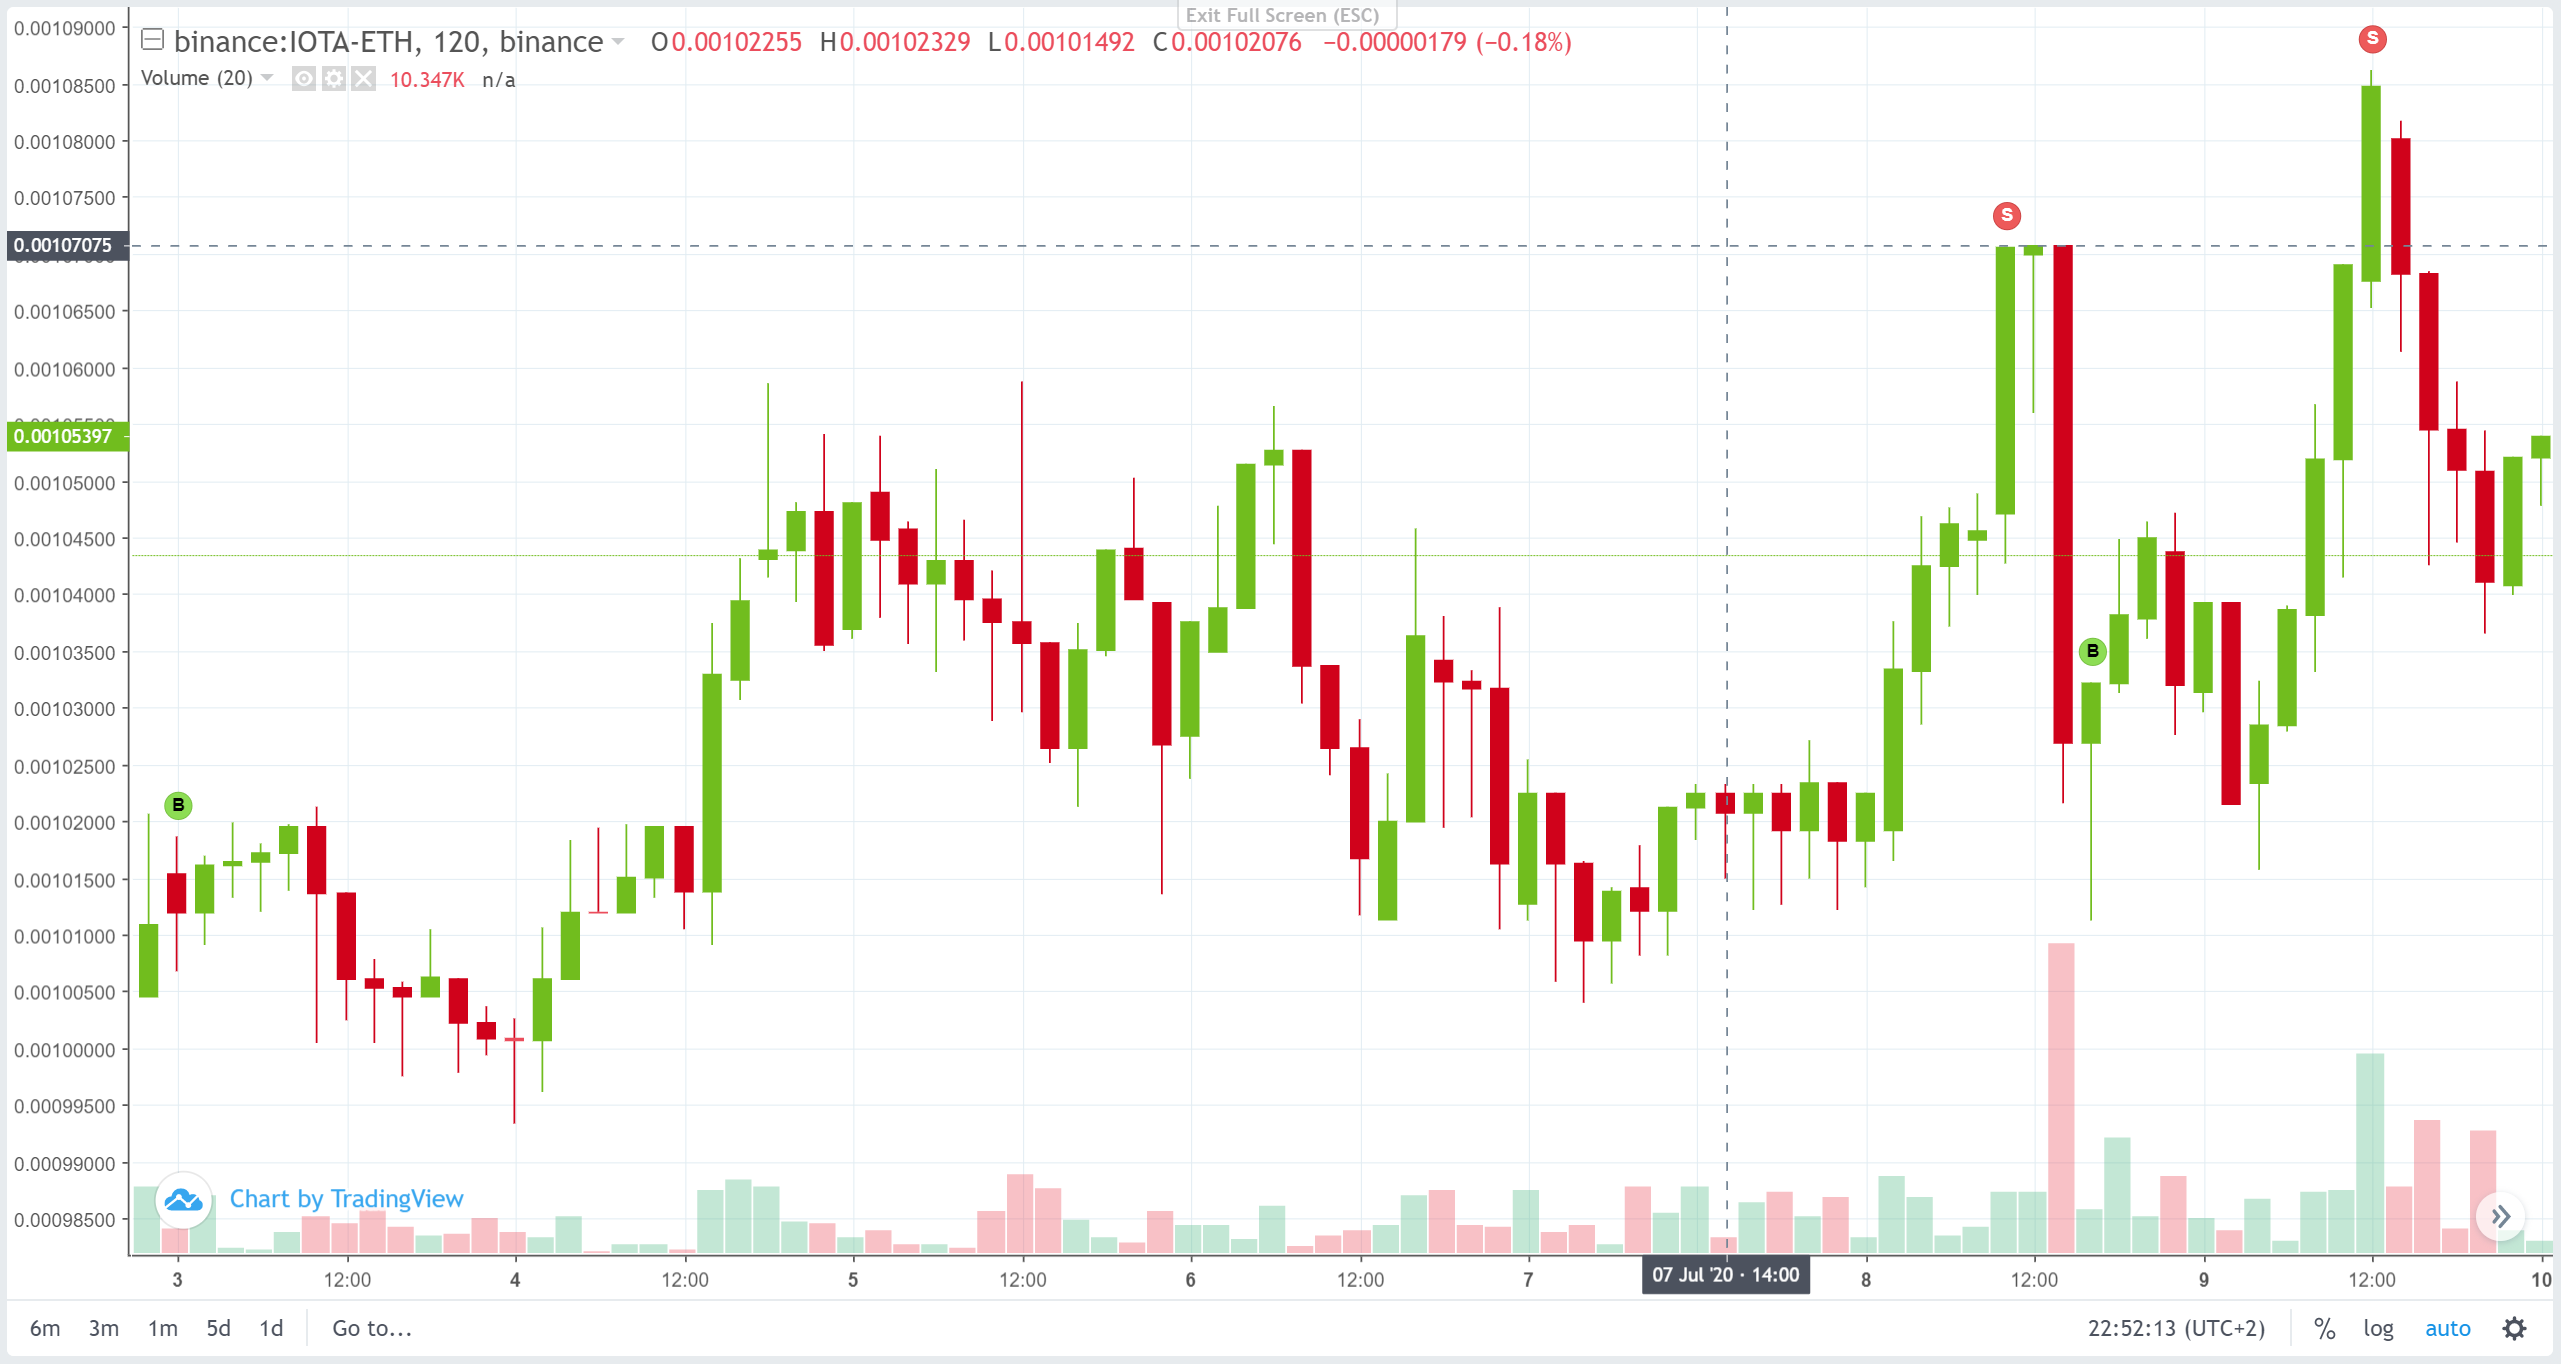 Exit Full Screen (ESC)
binance:IOTA-ETH, 120, binance O0.00102255 H0.00102329 L0.00101492 C0.00102076 −0.00000179 (−0.18%)
Volume (20) 10.347K n/a
0.00109000
0.00108500
0.00108000
0.00107500
0.00107075
0.00106500
0.00106000
0.00105397
0.00105000
0.00104500
0.00104000
0.00103500
0.00103000
0.00102500
0.00102000
0.00101500
0.00101000
0.00100500
0.00100000
0.00099500
0.00099000
0.00098500
S
S
B
B
Chart by TradingView
3 12:00 4 12:00 5 12:00 6 12:00 7 07 Jul '20 · 14:00 8 12:00 9 12:00 10
6m 3m 1m 5d 1d Go to... 22:52:13 (UTC+2) % log auto